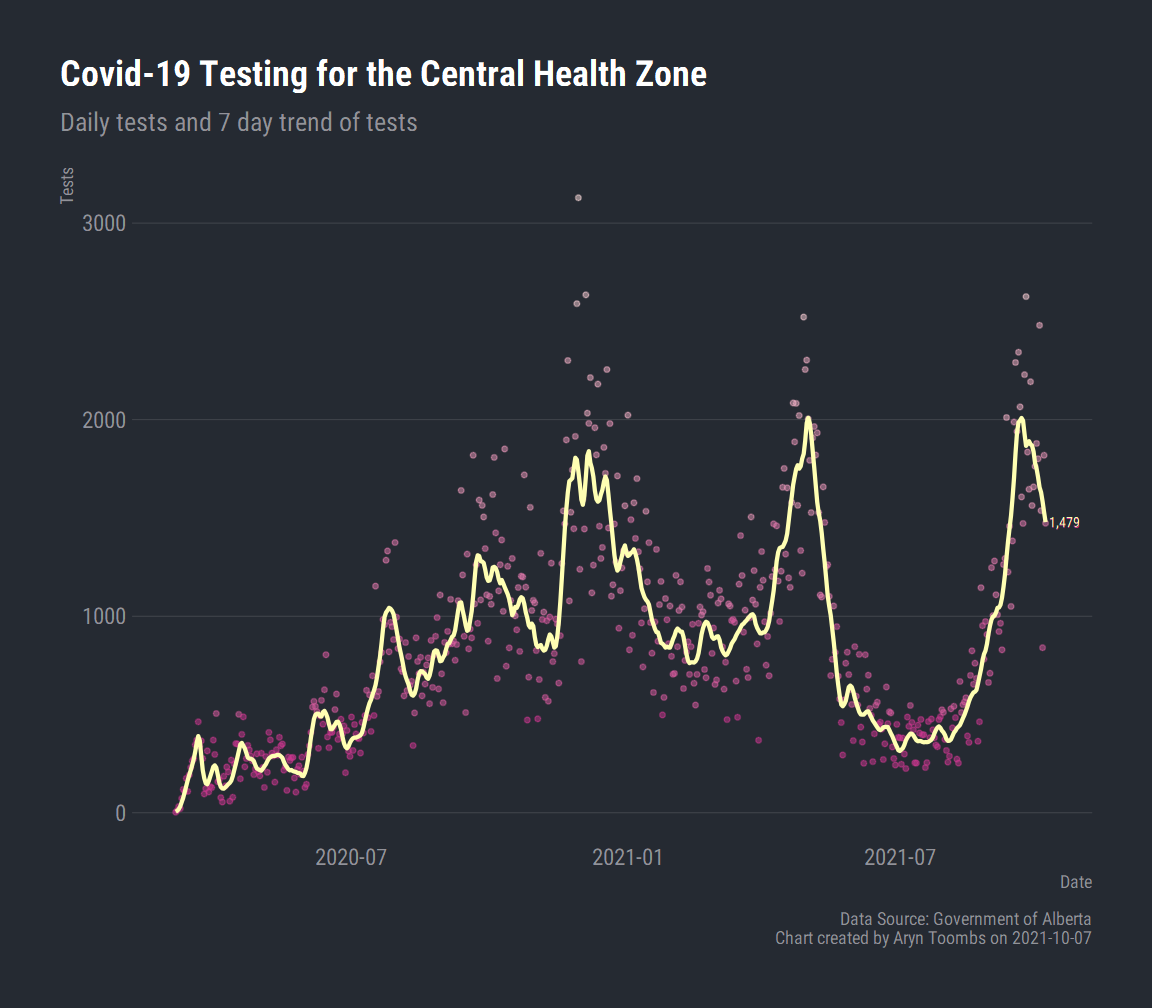 Covid-19 Testing for the Central Health Zone
Daily tests and 7 day trend of tests
Tests
3000
2000
1,479
1000
0
2020-07
2021-01
2021-07
Date
Data Source: Government of Alberta
Chart created by Aryn Toombs on 2021-10-07